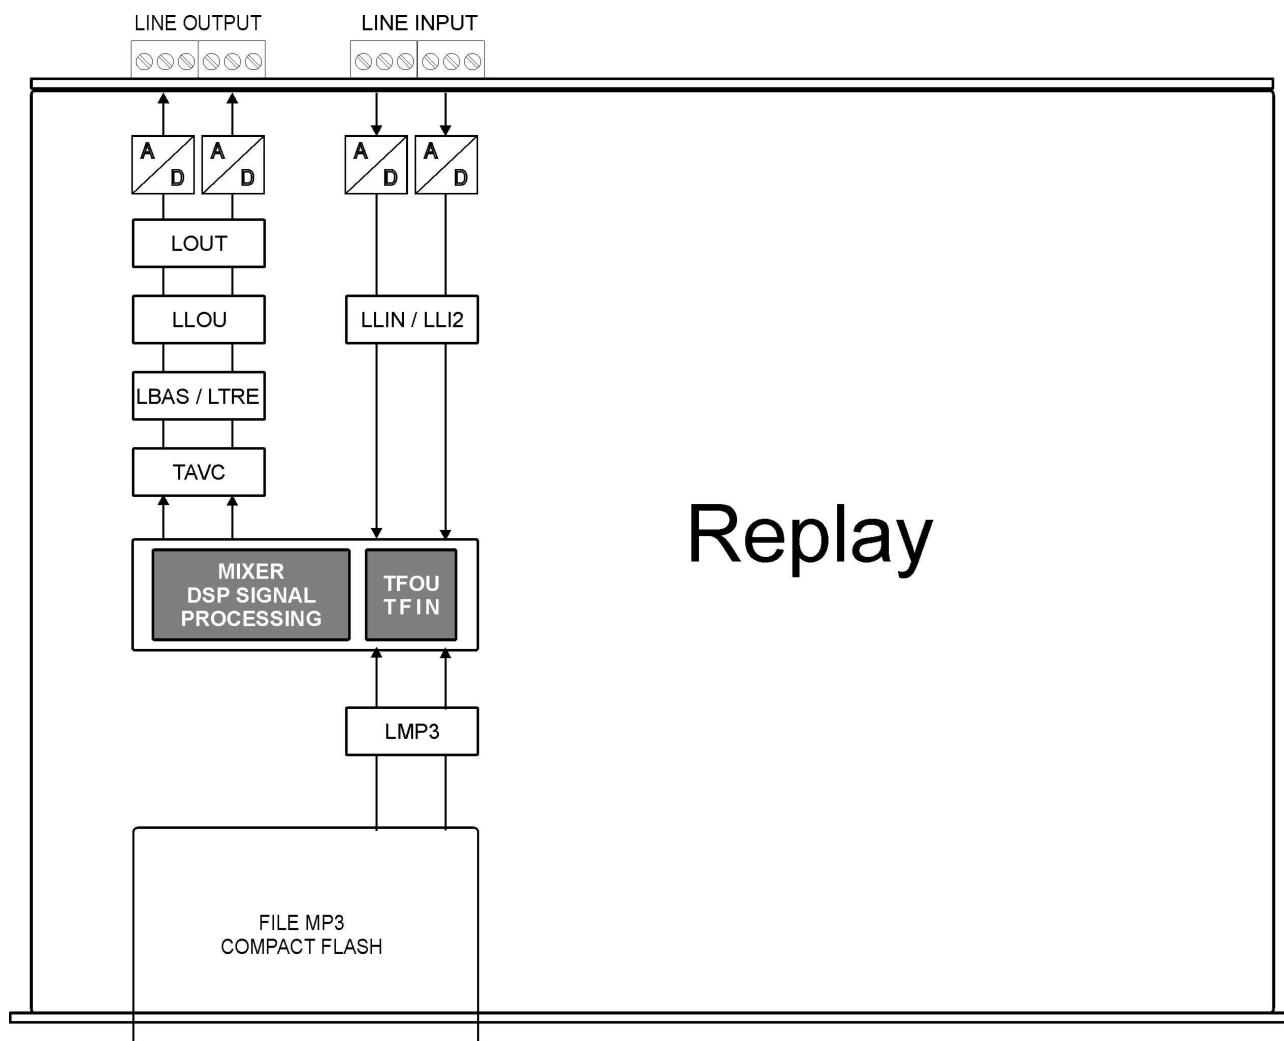 LINE OUTPUT
LINE INPUT
A
D
A
D
A
D
A
D
LOUT
LLOU
LLIN / LLI2
LBAS / LTRE
TAVC
MIXER
DSP SIGNAL
PROCESSING
TFOU
TFIN
Replay
LMP3
FILE MP3
COMPACT FLASH